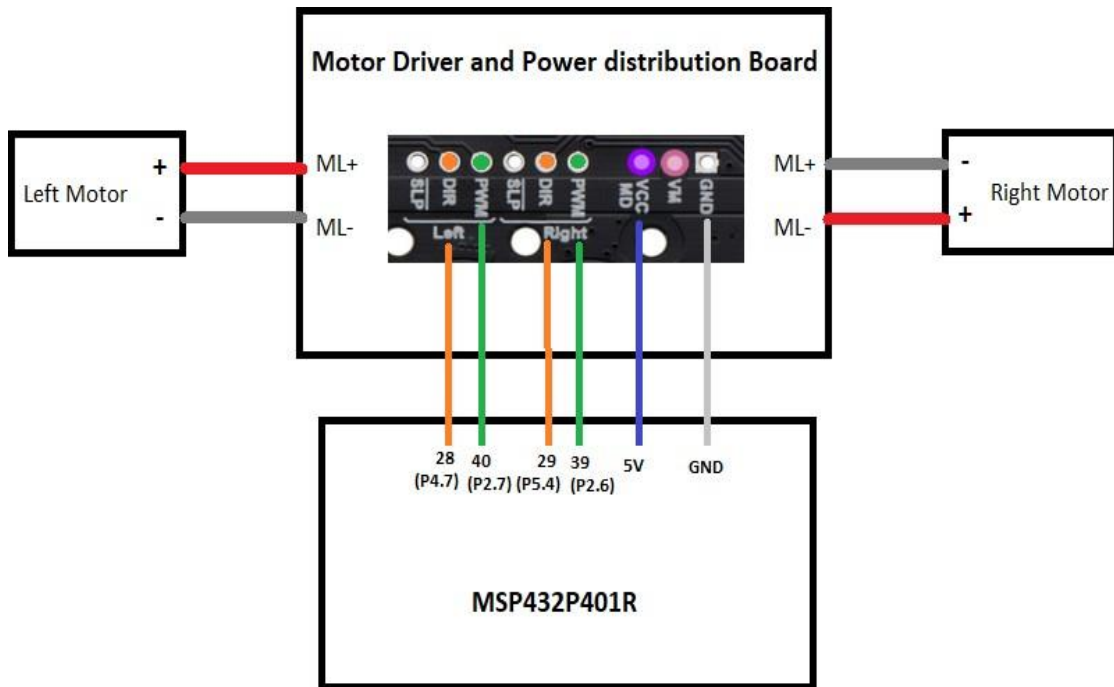 Motor Driver and Power distribution Board
Left Motor
+
-
ML+
ML-
SLP
DIR
PWM
SLP
DIR
PWM
VCC
MD
VM
GND
Left
Right
ML+
ML-
-
+
Right Motor
28
(P4.7)
40
(P2.7)
29
(P5.4)
39
(P2.6)
5V
GND
MSP432P401R